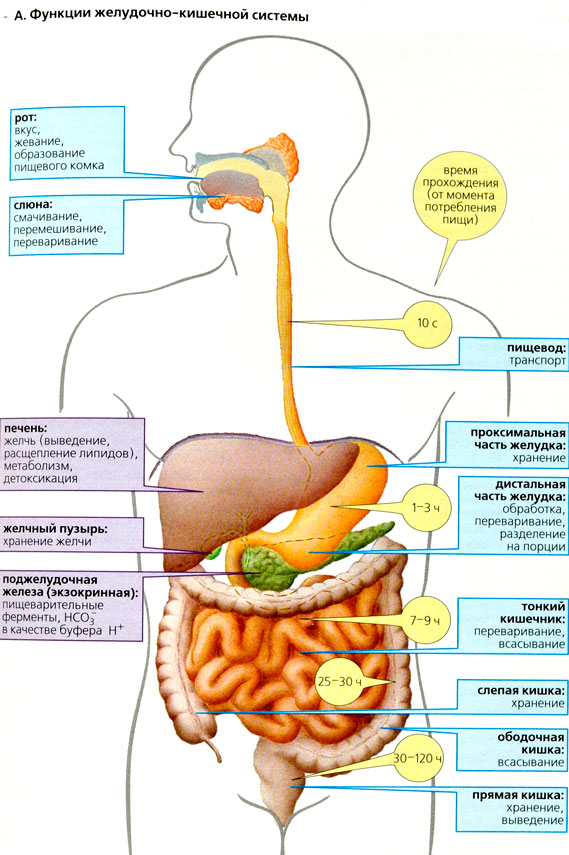 А. Функции желудочно-кишечной системы
рот:
вкус,
жевание,
образование
пищевого комка
слюна:
смачивание,
перемешивание,
переваривание
время
прохождения
(от момента
потребления
пищи)
10 с
пищевод:
транспорт
печень:
желчь (выведение,
расщепление липидов),
метаболизм,
детоксикация
проксимальная
часть желудка:
хранение
1–3 ч
дистальная
часть желудка:
обработка,
переваривание,
разделение
на порции
желчный пузырь:
хранение желчи
поджелудочная
железа (экзокринная):
пищеварительные
ферменты, HCO₃⁻
в качестве буфера H⁺
7–9 ч
тонкий
кишечник:
переваривание,
всасывание
25–30 ч
слепая кишка:
хранение
ободочная
кишка:
всасывание
30–120 ч
прямая кишка:
хранение,
выведение